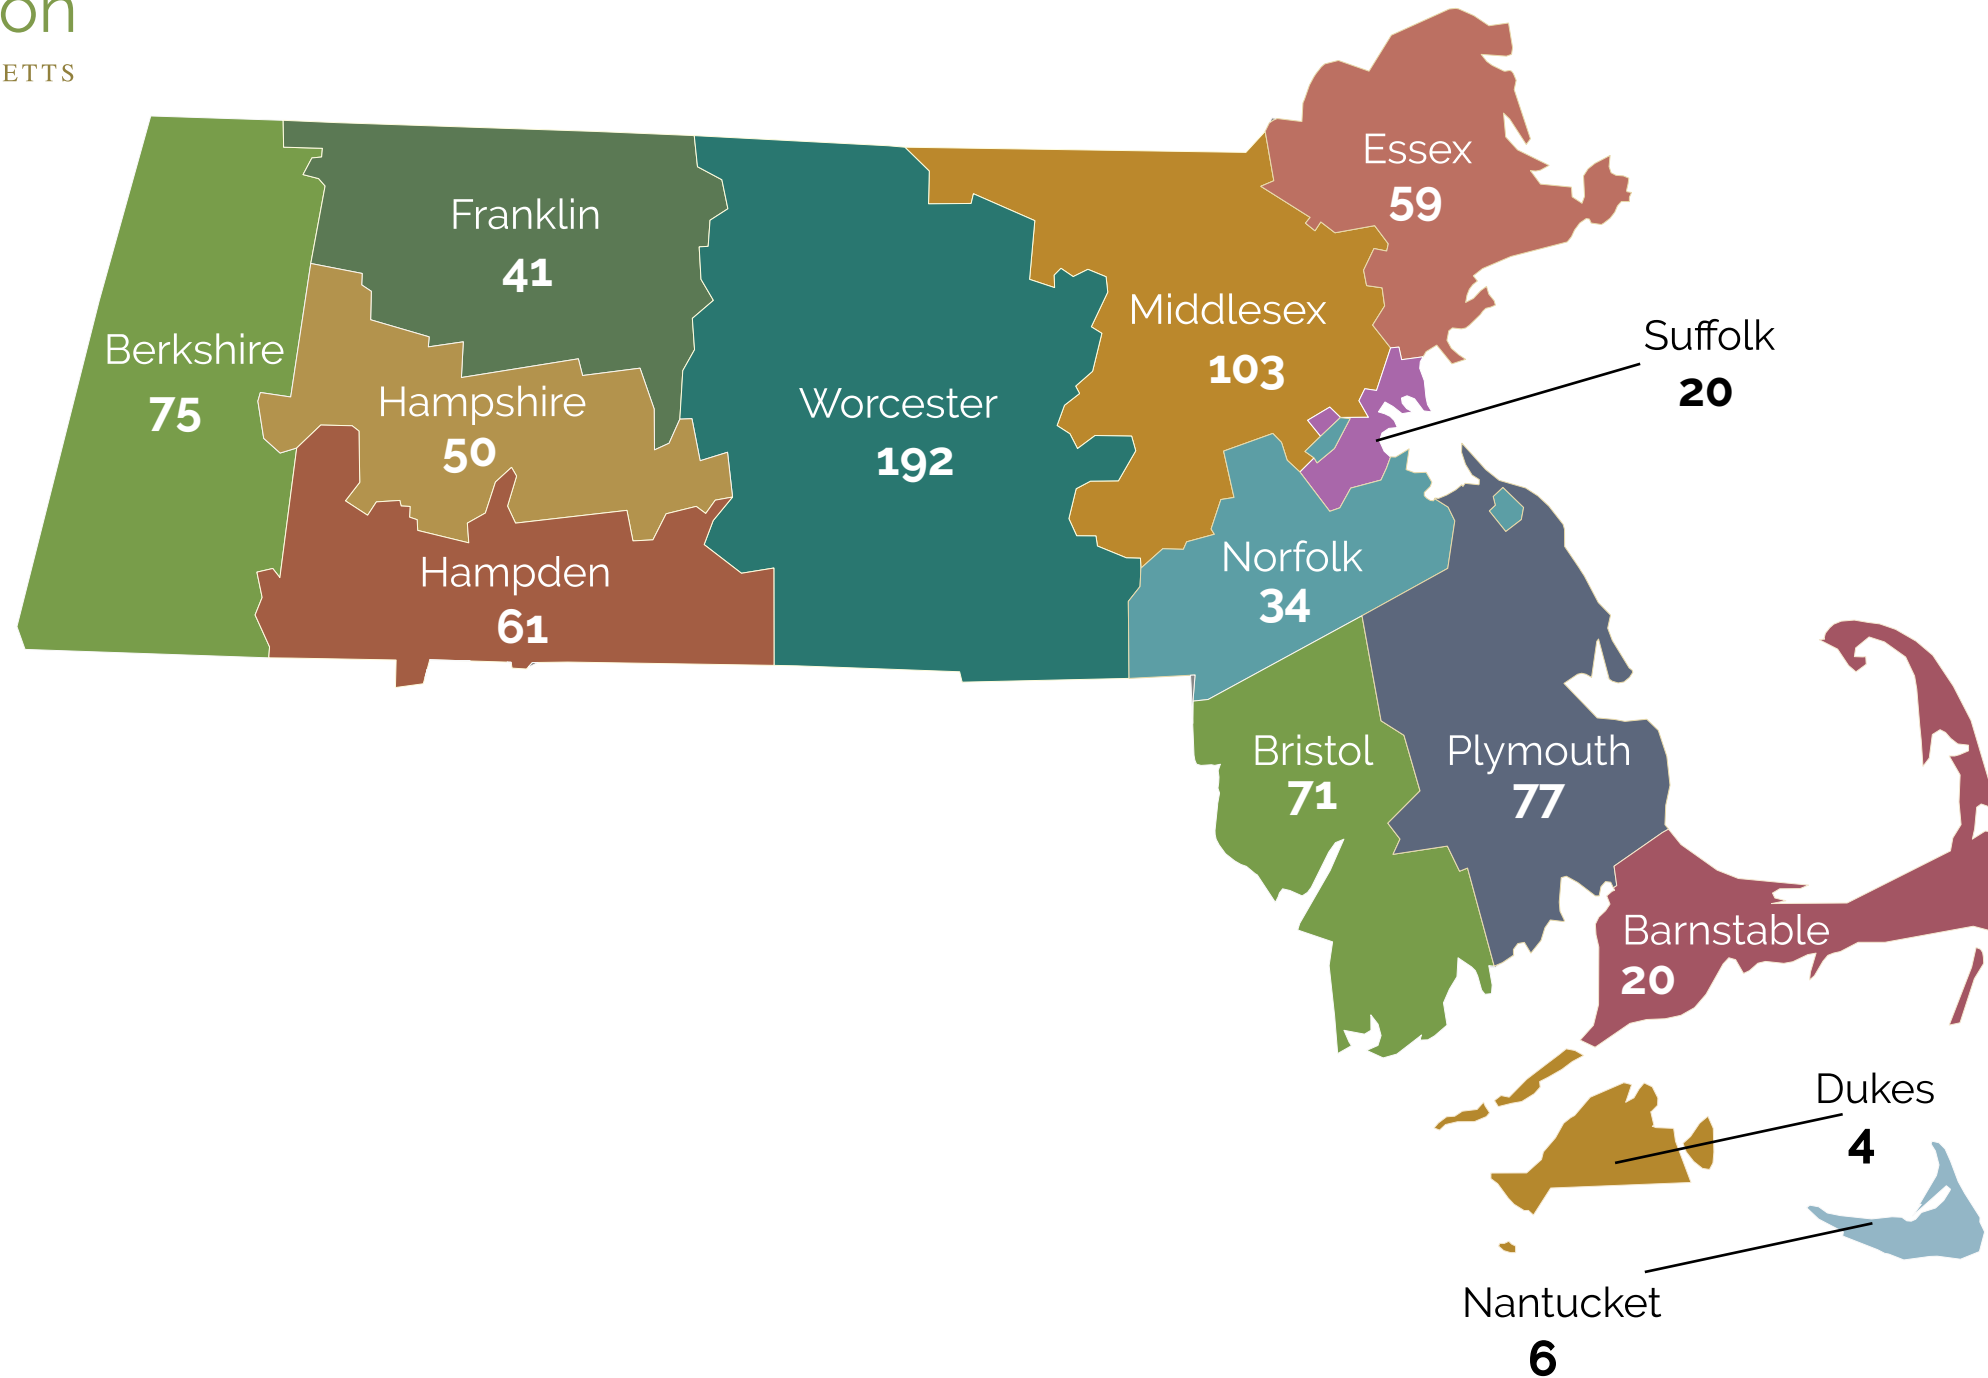 on
ETTS
Essex
59
Franklin
41
Middlesex
103
Suffolk
20
Berkshire
75
Hampshire
50
Worcester
192
Norfolk
34
Hampden
61
Bristol
71
Plymouth
77
Barnstable
20
Dukes
4
Nantucket
6